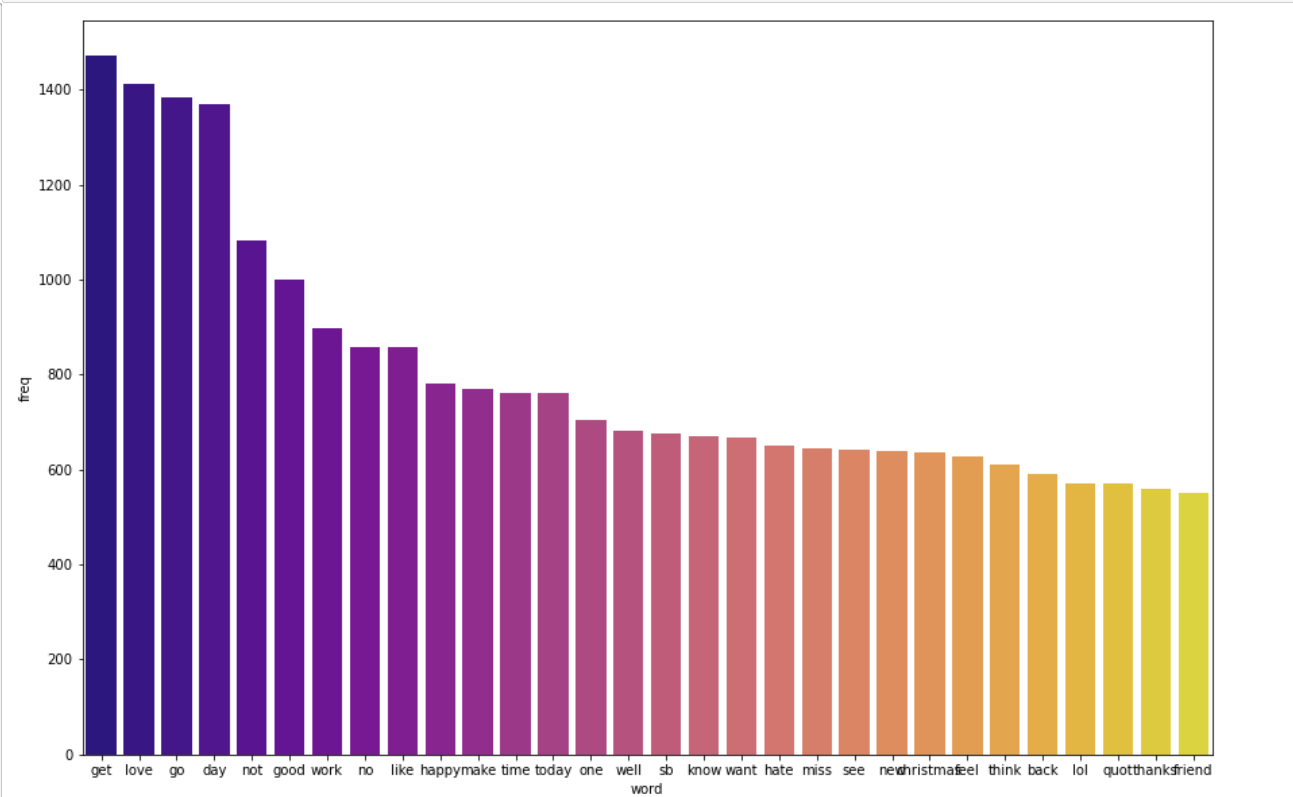 1400
1200
1000
800
600
400
200
0
freq
get love go day not good work no like happy make time today one well sb know want hate miss see new christmas feel think back lol quot thanks friend
word